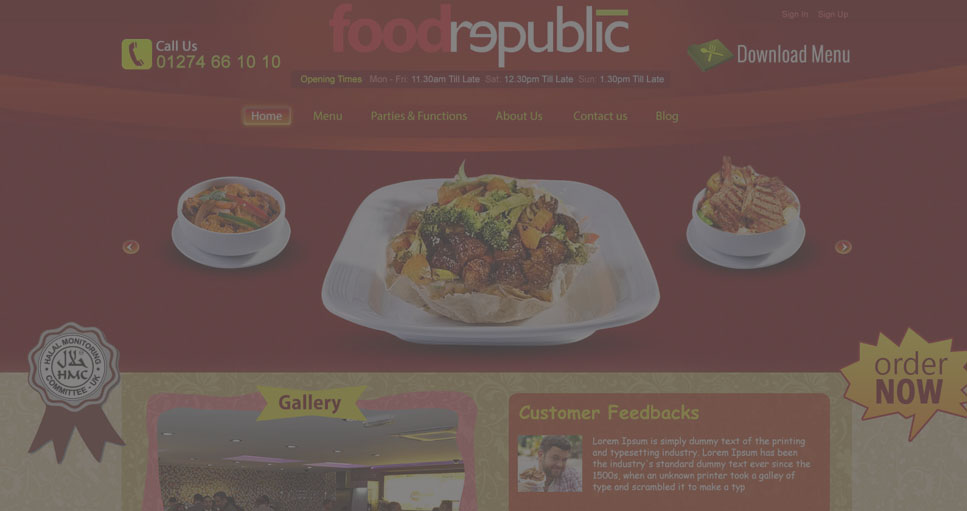 Sign In Sign Up
foodrepublic
Call Us
01274 66 10 10
Download Menu
Opening Times Mon - Fri: 11.30am Till Late Sat: 12.30pm Till Late Sun: 1.30pm Till Late
Home Menu Parties & Functions About Us Contact us Blog
HALAL MONITORING
حلال
HMC
COMMITTEE - UK
order
NOW
Gallery
Customer Feedbacks
Lorem Ipsum is simply dummy text of the printing
and typesetting industry. Lorem Ipsum has been
the industry's standard dummy text ever since the
1500s, when an unknown printer took a galley of
type and scrambled it to make a typ